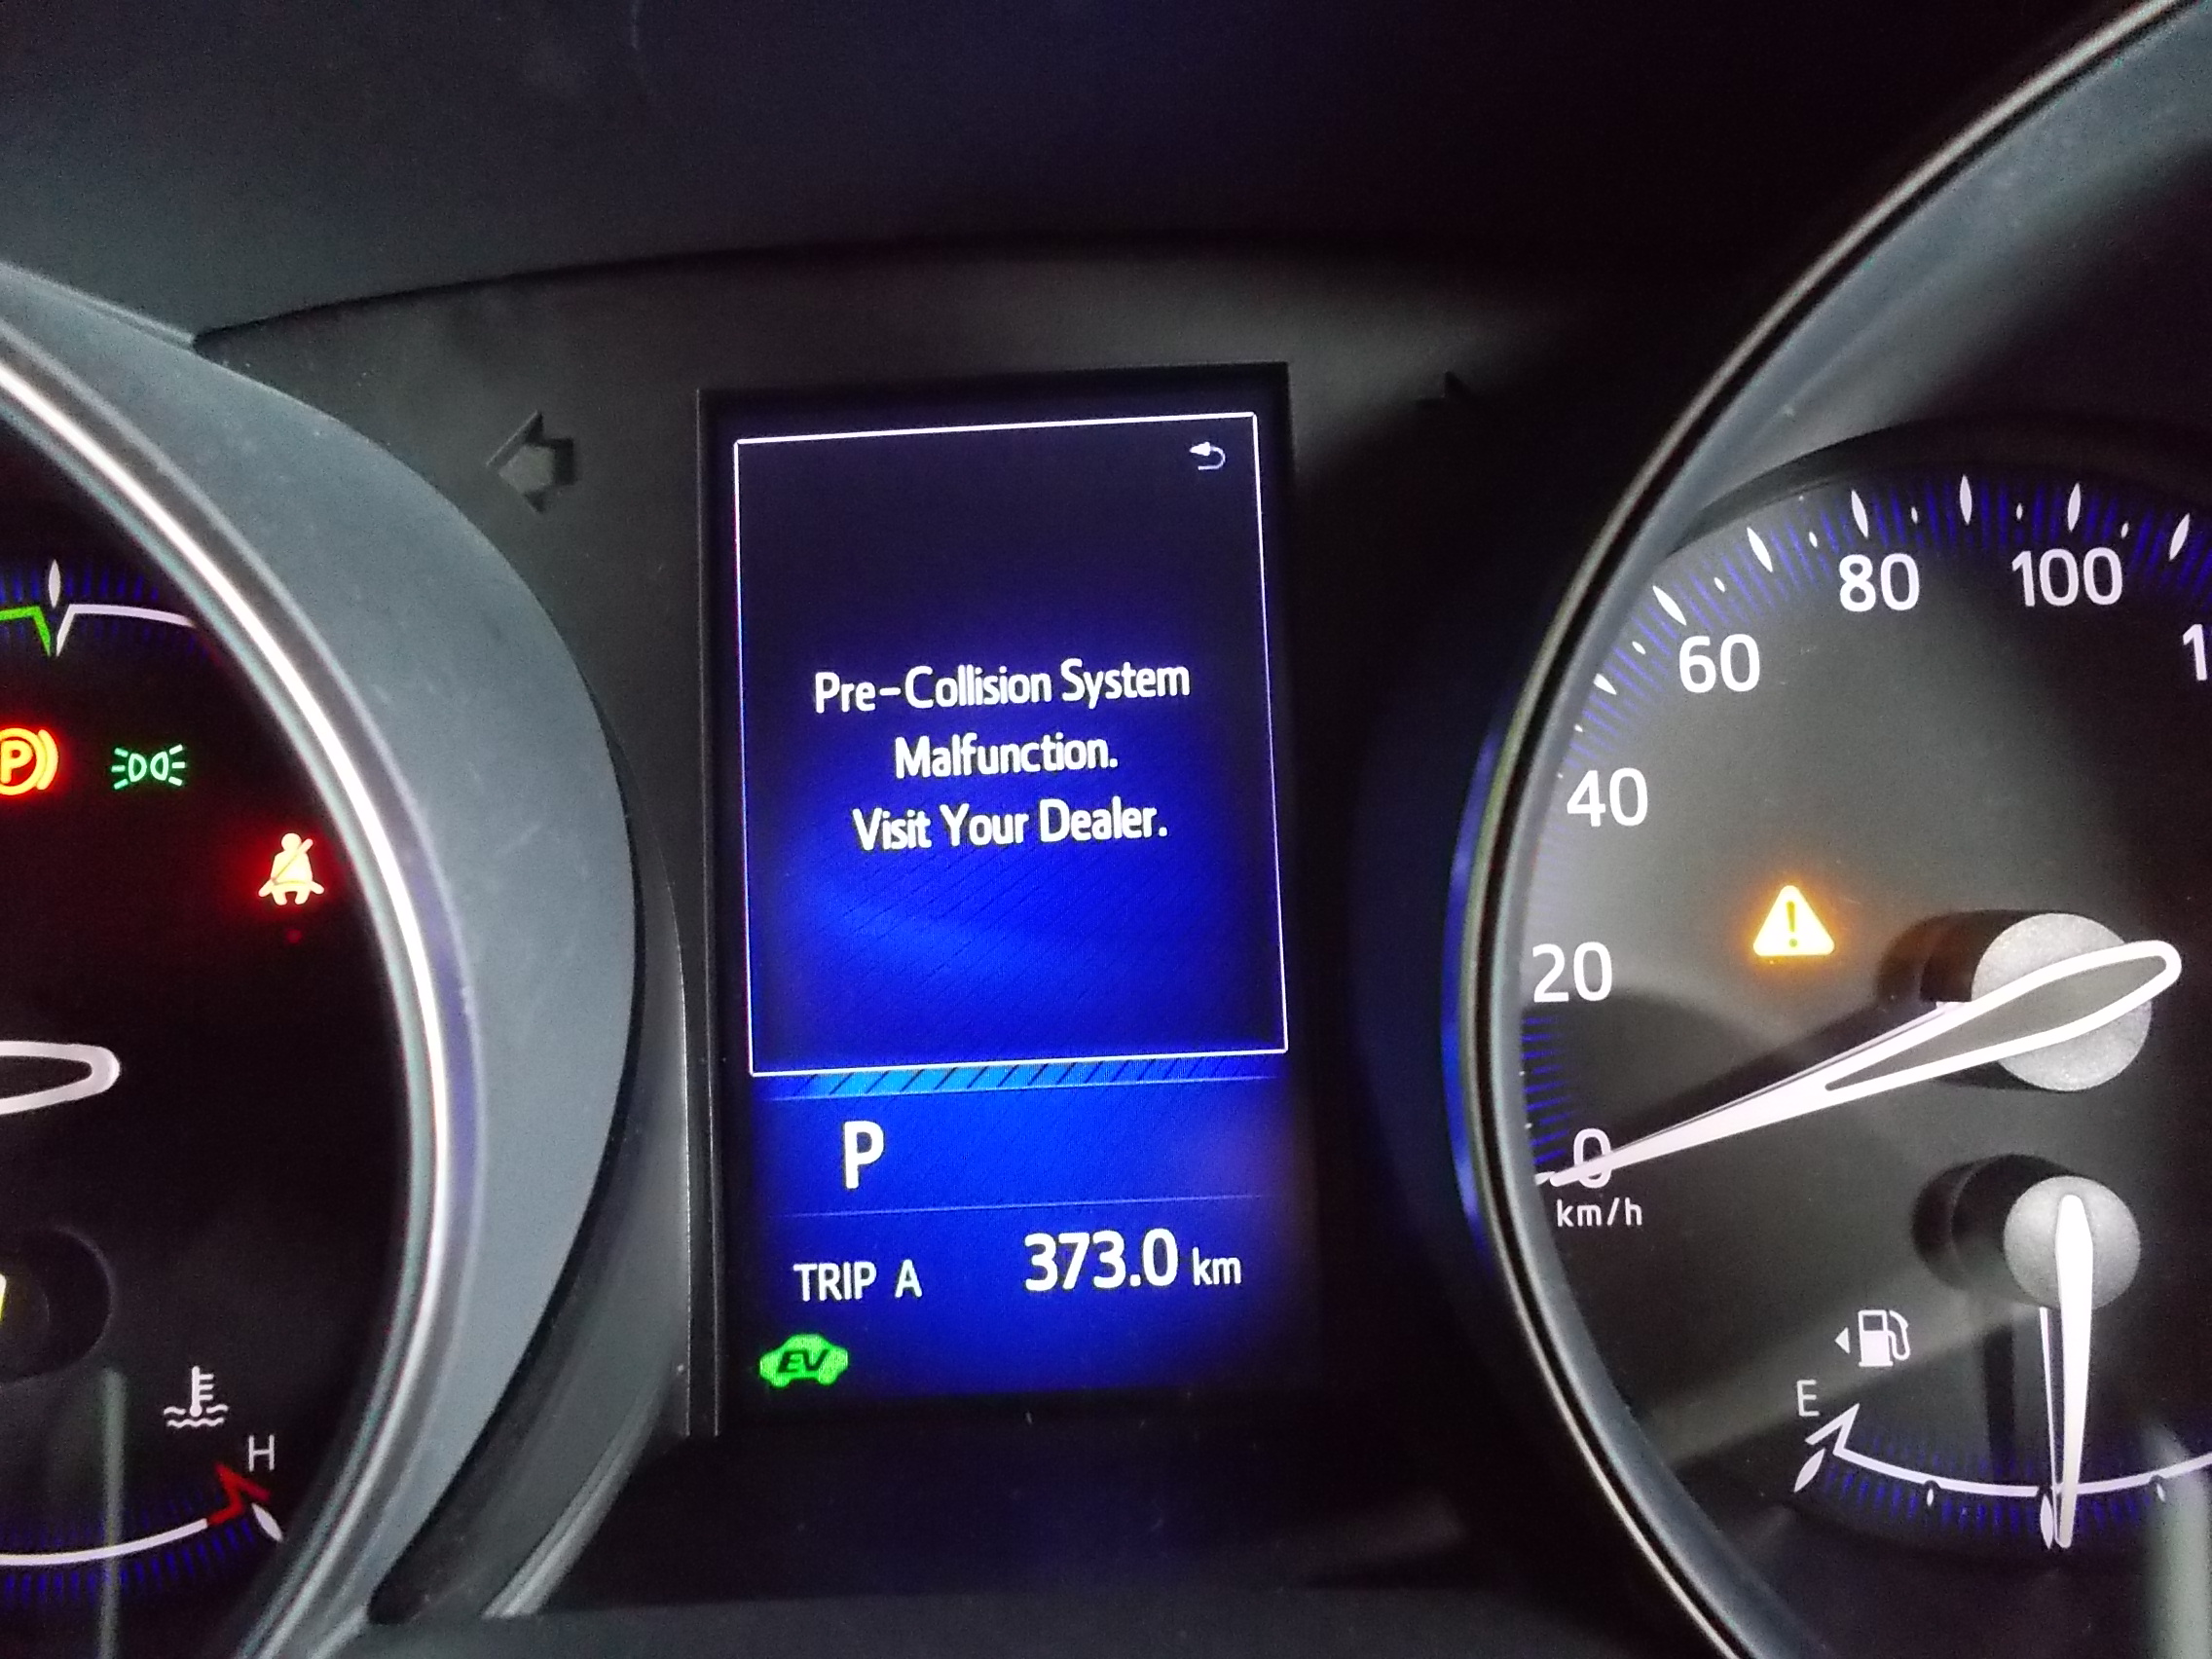 Pre-Collision System
Malfunction.
Visit Your Dealer.
P
TRIP A 373.0 km
EV
P
H
0
20
40
60
80
100
km/h
E